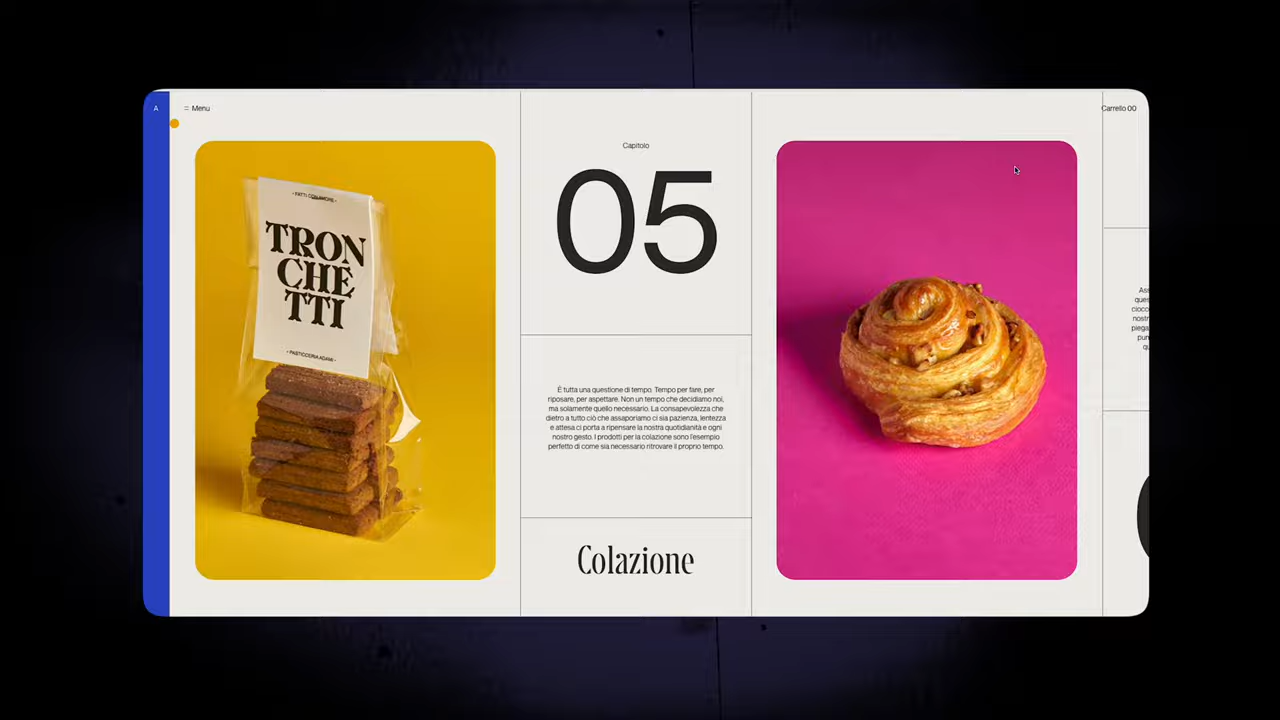 A
Menu
Carrello 00
• FATTI CON AMORE •
TRON
CHE
TTI
• PASTICCERIA ADAMI •
Capitolo
05
È tutta una questione di tempo. Tempo per fare, per
riposare, per aspettare. Non un tempo che decidiamo noi,
ma solamente quello necessario. La consapevolezza che
dietro a tutto ciò che assaporiamo ci sia pazienza, lentezza
e attesa ci porta a ripensare la nostra quotidianità e ogni
nostro gesto. I prodotti per la colazione sono l'esempio
perfetto di come sia necessario ritrovare il proprio tempo.
Colazione